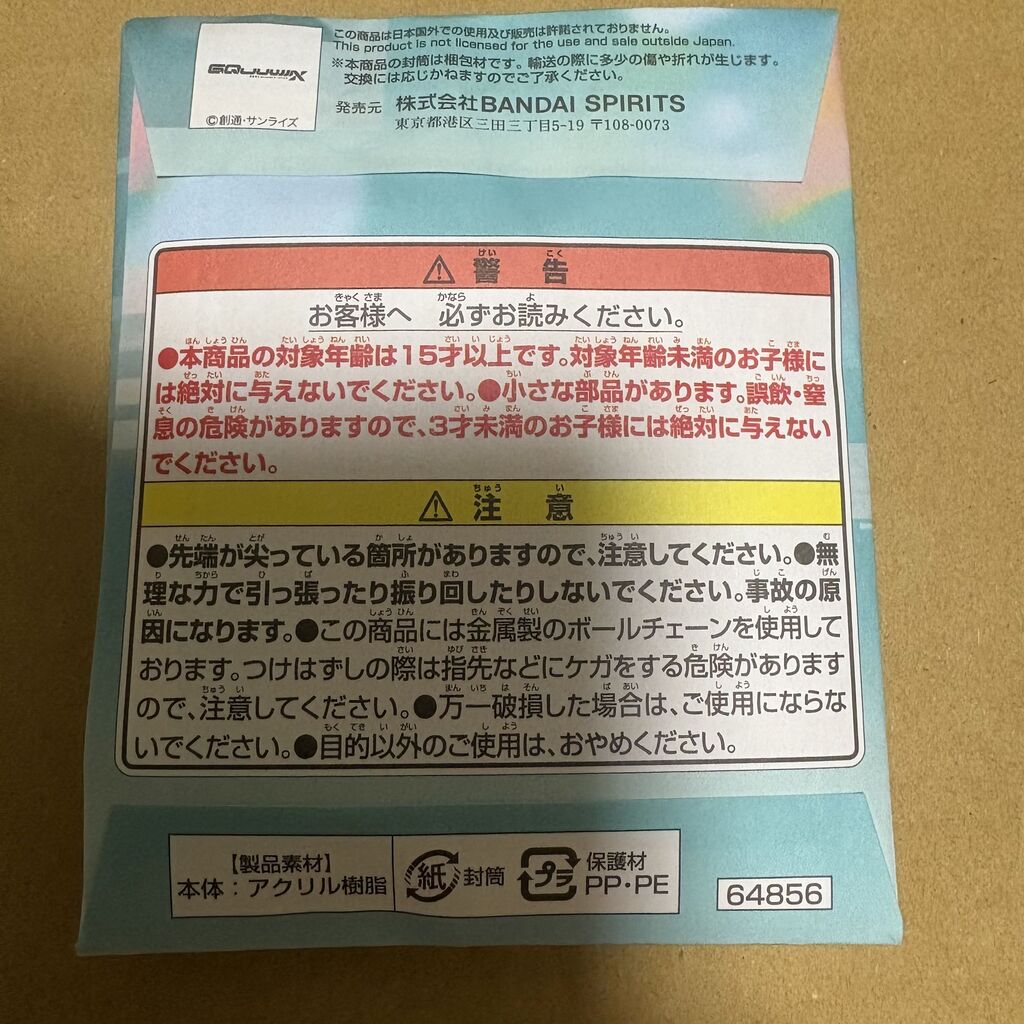 この商品は日本国外での使用及び販売は許諾されておりません。
This product is not licensed for the use and sale outside Japan.
※本商品の封筒は梱包材です。輸送の際に多少の傷や折れが生じます。
交換には応じかねますのでご了承ください。
GQuuuuuuX
©創通・サンライズ
発売元 株式会社BANDAI SPIRITS
東京都港区三田三丁目5-19 〒108-0073
⚠警告
お客様へ 必ずお読みください。
●本商品の対象年齢は15才以上です。対象年齢未満のお子様に
は絶対に与えないでください。●小さな部品があります。誤飲・窒
息の危険がありますので、3才未満のお子様には絶対に与えない
でください。
⚠注意
●先端が尖っている箇所がありますので、注意してください。●無
理な力で引っ張ったり振り回したりしないでください。事故の原
因になります。●この商品には金属製のボールチェーンを使用して
おります。つけはずしの際は指先などにケガをする危険があります
ので、注意してください。●万一破損した場合は、ご使用にならな
いでください。●目的以外のご使用は、おやめください。
【製品素材】
本体：アクリル樹脂
紙 封筒
プラ 保護材
PP・PE
64856